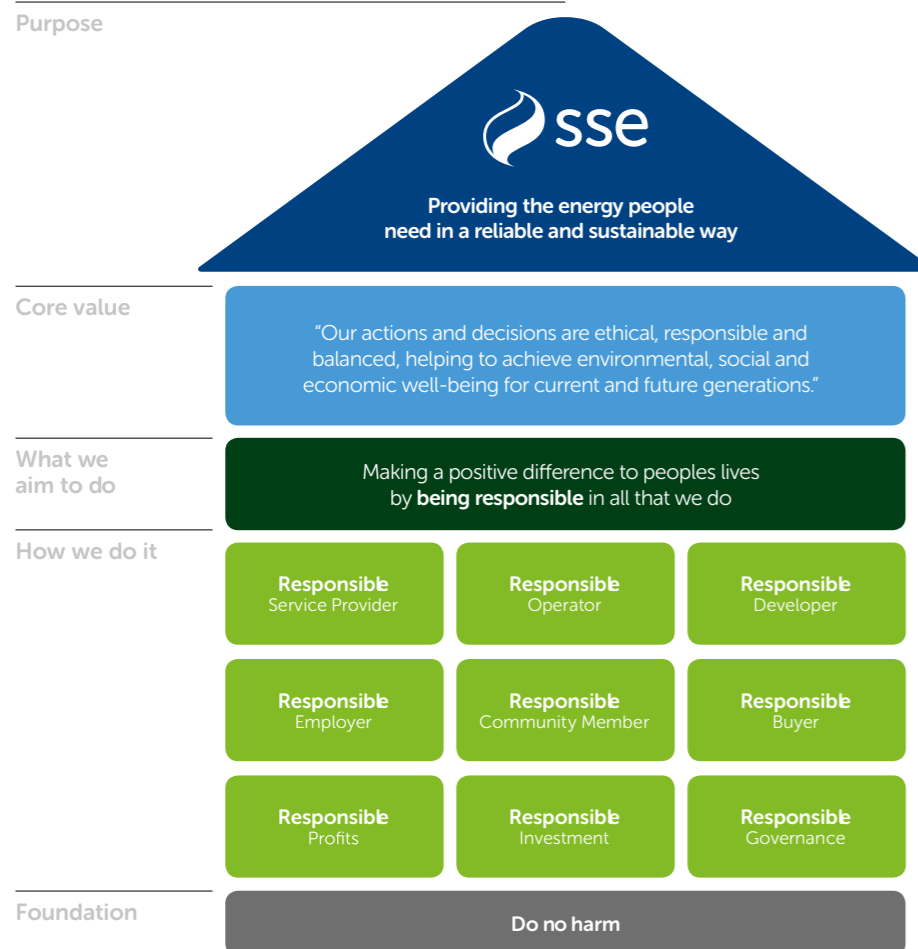 Purpose
sse
Providing the energy people
need in a reliable and sustainable way
Core value
“Our actions and decisions are ethical, responsible and
balanced, helping to achieve environmental, social and
economic well-being for current and future generations.”
What we
aim to do
Making a positive difference to peoples lives
by being responsible in all that we do
How we do it
Responsible
Service Provider
Responsible
Operator
Responsible
Developer
Responsible
Employer
Responsible
Community Member
Responsible
Buyer
Responsible
Profits
Responsible
Investment
Responsible
Governance
Foundation
Do no harm